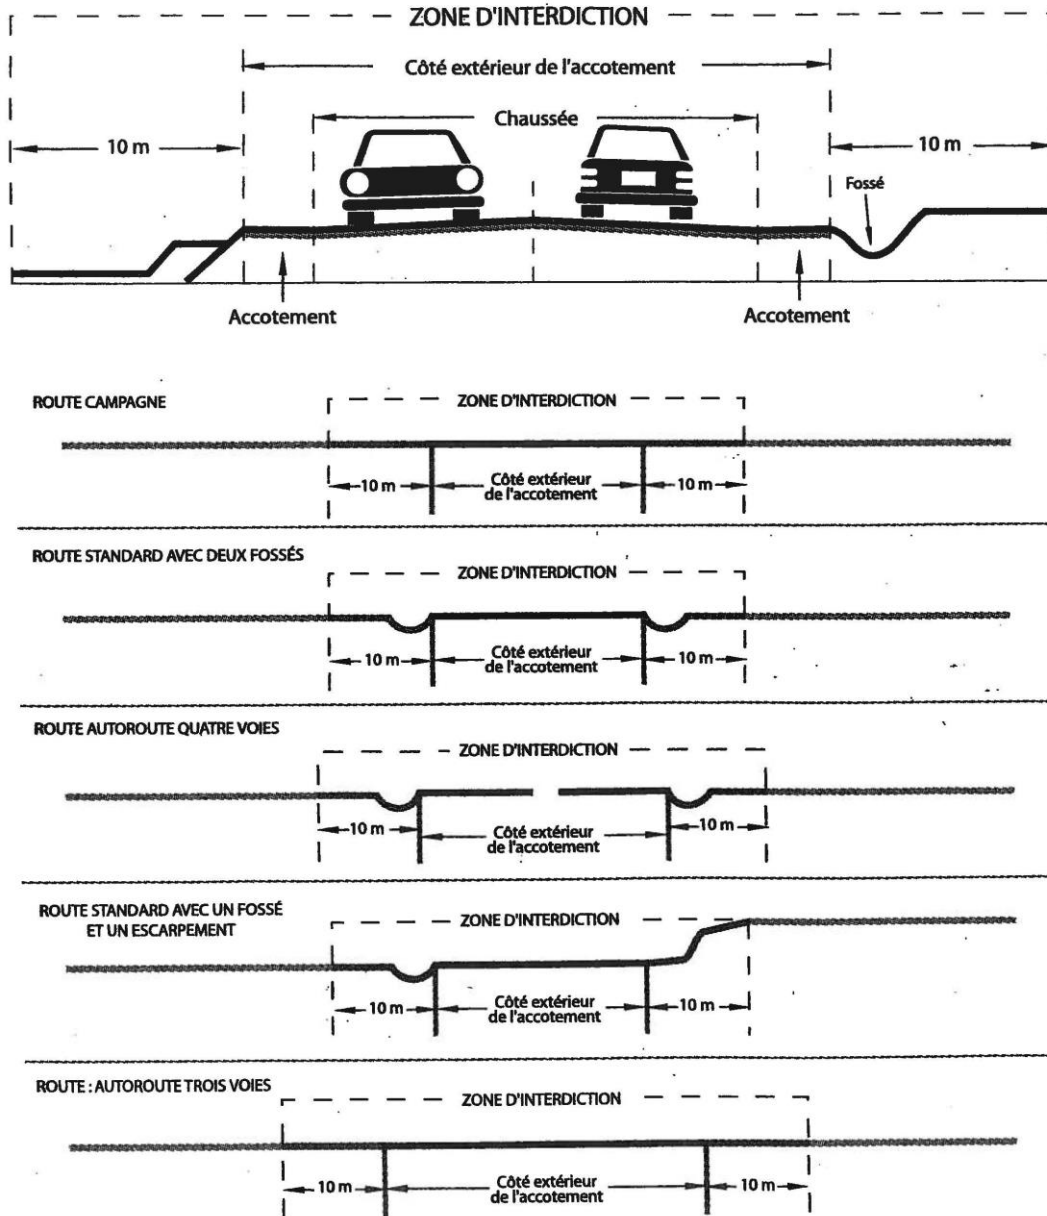 ZONE D'INTERDICTION
Côté extérieur de l'accotement
Chaussée
10 m
10 m
Fossé
Accotement
Accotement
ROUTE CAMPAGNE
ZONE D'INTERDICTION
10 m
Côté extérieur
de l'accotement
10 m
ROUTE STANDARD AVEC DEUX FOSSÉS
ZONE D'INTERDICTION
10 m
Côté extérieur
de l'accotement
10 m
ROUTE AUTOROUTE QUATRE VOIES
ZONE D'INTERDICTION
10 m
Côté extérieur
de l'accotement
10 m
ROUTE STANDARD AVEC UN FOSSÉ
ET UN ESCARPEMENT
ZONE D'INTERDICTION
10 m
Côté extérieur
de l'accotement
10 m
ROUTE : AUTOROUTE TROIS VOIES
ZONE D'INTERDICTION
10 m
Côté extérieur
de l'accotement
10 m